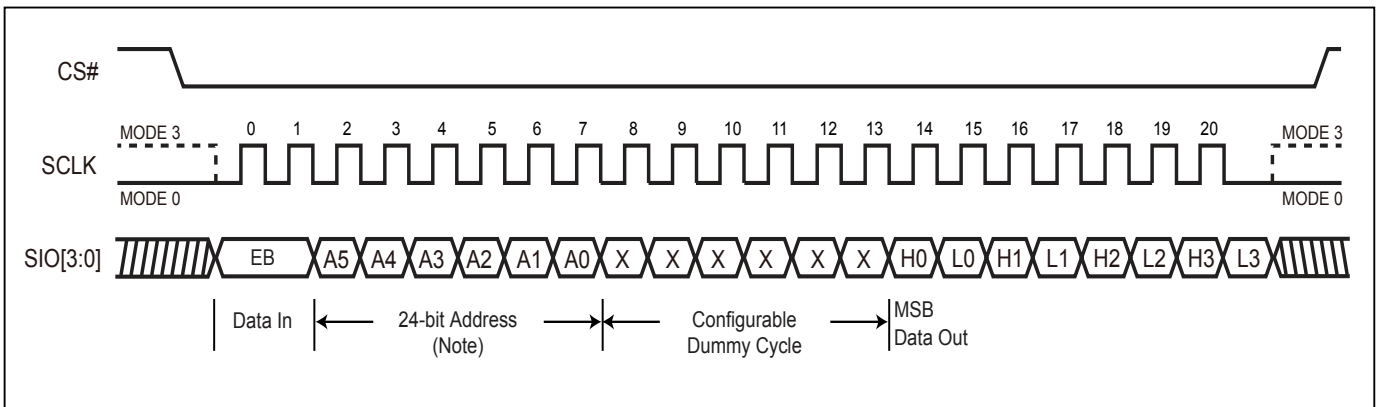 CS#
MODE 3 0 1 2 3 4 5 6 7 8 9 10 11 12 13 14 15 16 17 18 19 20 MODE 3
SCLK
MODE 0 MODE 0
SIO[3:0] EB A5 A4 A3 A2 A1 A0 X X X X X X H0 L0 H1 L1 H2 L2 H3 L3
Data In 24-bit Address (Note) Configurable Dummy Cycle MSB Data Out